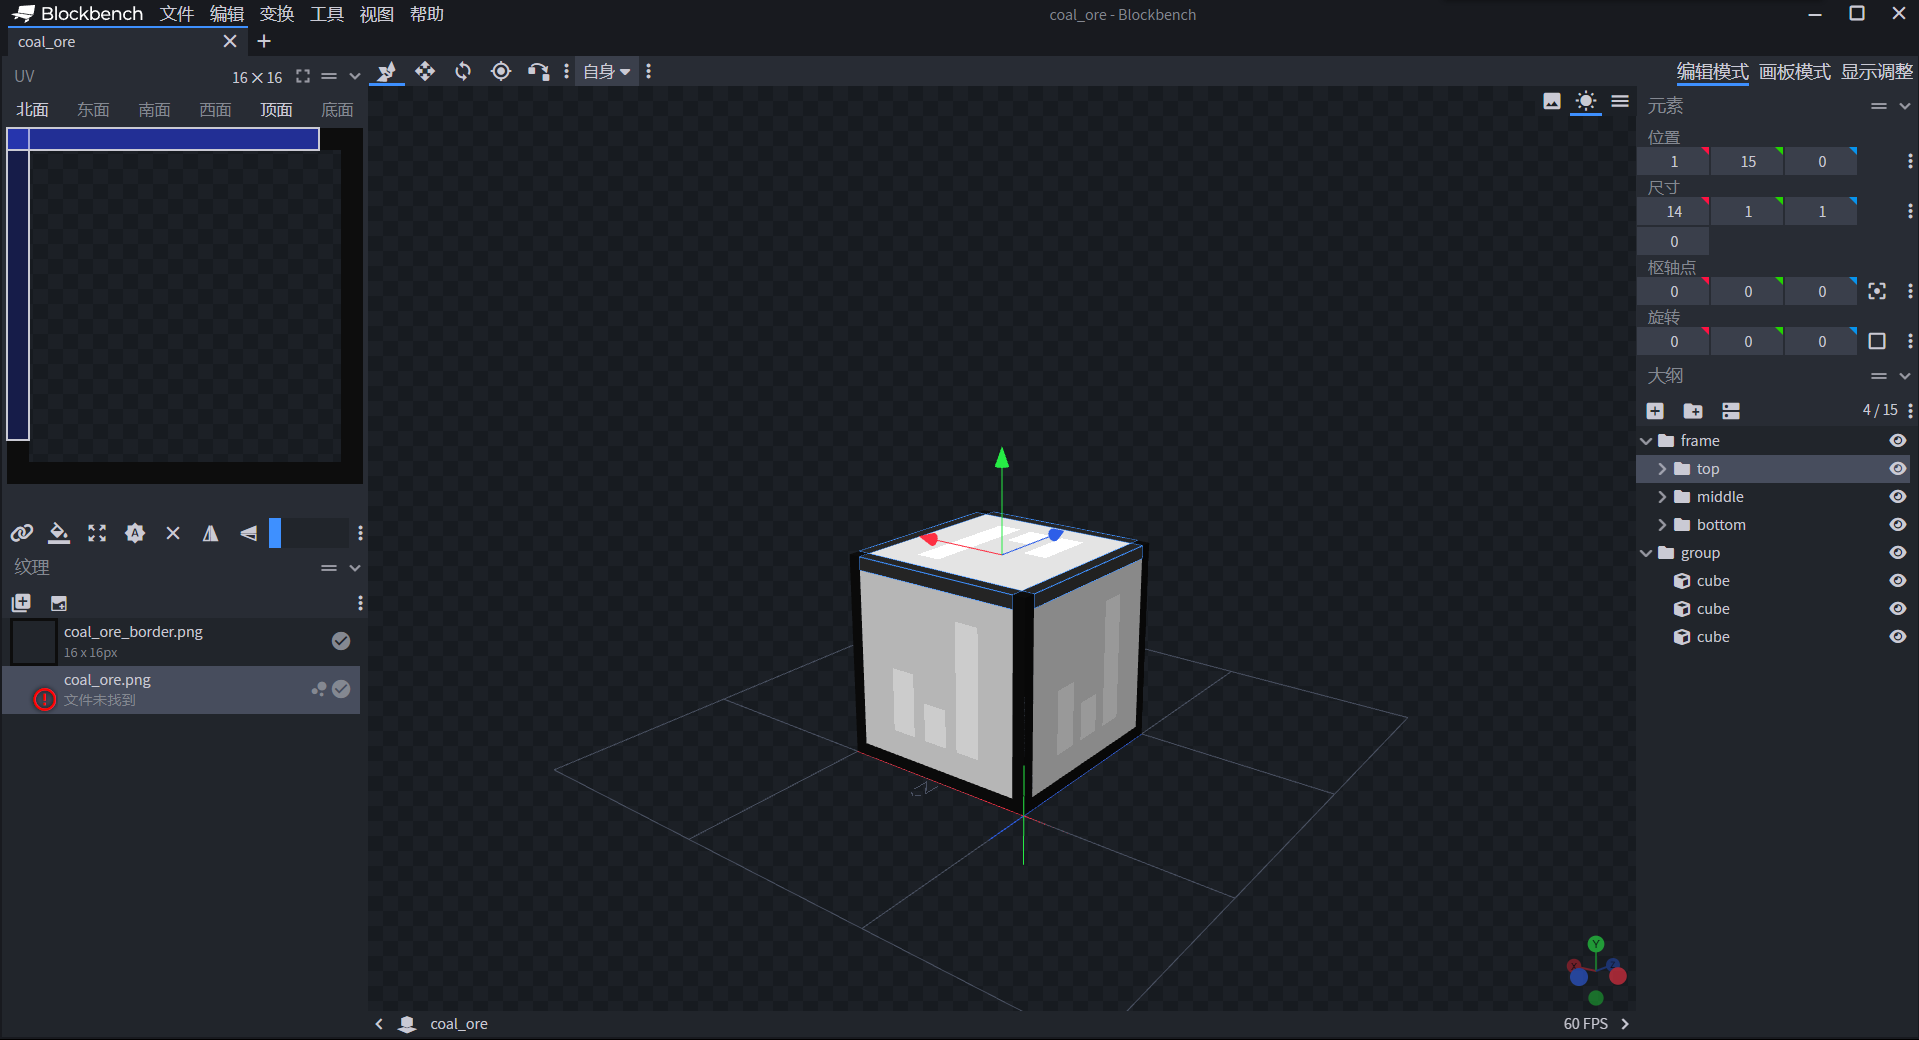 Blockbench 文件 编辑 变换 工具 视图 帮助
coal_ore - Blockbench
coal_ore
UV 16×16
北面 东面 南面 西面 顶面 底面
自身
编辑模式 画板模式 显示调整
元素
位置
1 15 0
尺寸
14 1 1
0
枢轴点
0 0 0
旋转
0 0 0
大纲
4 / 15
frame
top
middle
bottom
group
cube
cube
cube
纹理
coal_ore_border.png
16 x 16px
coal_ore.png
文件未找到
Y
X
Z
coal_ore
60 FPS